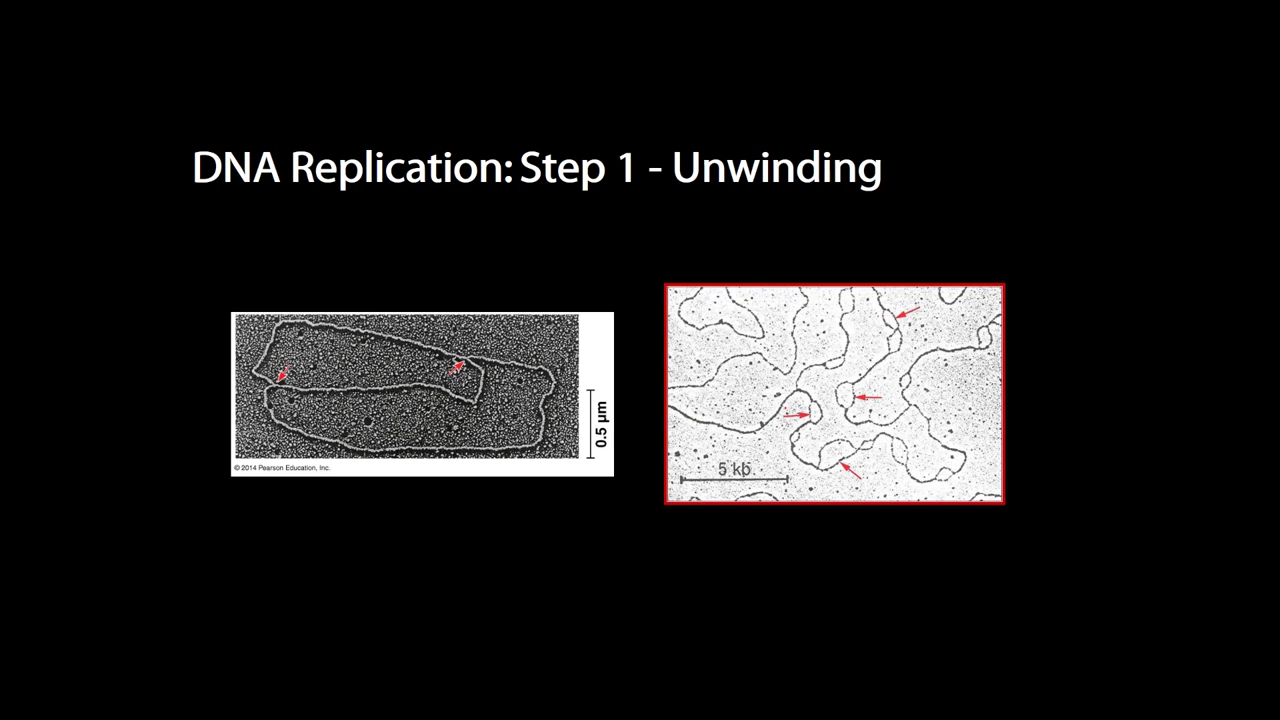 DNA Replication: Step 1 - Unwinding
0.5 µm
© 2014 Pearson Education, Inc.
5 kb